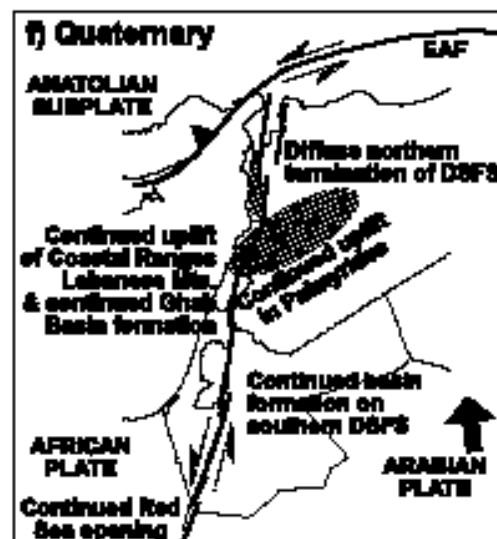 f) Quaternary
EAF
ANATOLIAN
SUBPLATE
Diffuse northern
termination of DSFS
Continued uplift
of Coastal Ranges
Lebanese Mts.
& continued Ghab
Basin formation
Continued uplift
in Palmyrides
Continued basin
formation on
southern DSFS
AFRICAN
PLATE
ARABIAN
PLATE
Continued Red
Sea opening